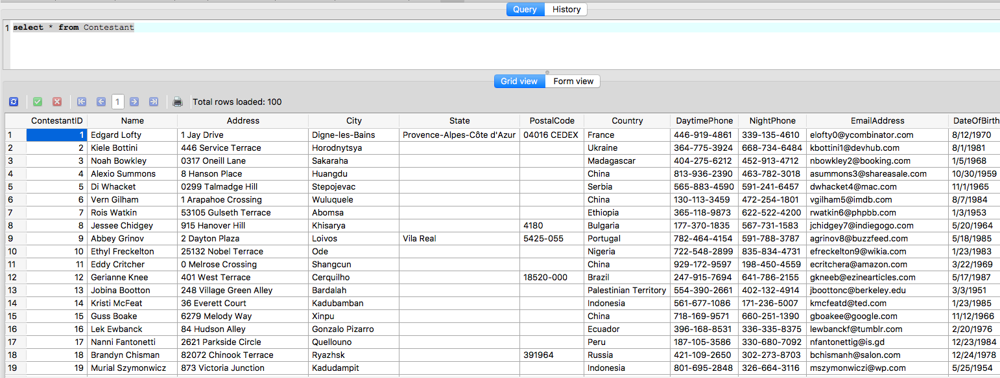 Query History
1 select * from Contestant
Grid view Form view
1 Total rows loaded: 100
ContestantID Name Address City State PostalCode Country DaytimePhone NightPhone EmailAddress DateOfBirth
1 1 Edgard Lofty 1 Jay Drive Digne-les-Bains Provence-Alpes-Côte d'Azur 04016 CEDEX France 446-919-4861 339-135-4610 elofty0@ycombinator.com 8/12/1970
2 2 Kiele Bottini 446 Service Terrace Horodnytsya Ukraine 364-775-3924 668-734-6484 kbottini1@devhub.com 8/1/1981
3 3 Noah Bowkley 0317 Oneill Lane Sakaraha Madagascar 404-275-6212 452-913-4712 nbowkley2@booking.com 1/5/1968
4 4 Alexio Summons 8 Hanson Place Huangdu China 813-936-2390 463-782-3018 asummons3@shareasale.com 10/30/1959
5 5 Di Whacket 0299 Talmadge Hill Stepojevac Serbia 565-883-4590 591-241-6457 dwhacket4@mac.com 11/1/1965
6 6 Vern Gilham 1 Arapahoe Crossing Wuluquele China 130-113-3459 472-254-1801 vgilham5@imdb.com 8/7/1984
7 7 Rois Watkin 53105 Gulseth Terrace Abomsa Ethiopia 365-118-9873 622-522-4200 rwatkin6@phpbb.com 1/3/1953
8 8 Jessee Chidgey 915 Hanover Hill Khisarya 4180 Bulgaria 177-370-1835 567-731-1583 jchidgey7@indiegogo.com 5/20/1964
9 9 Abbey Grinov 2 Dayton Plaza Loivos Vila Real 5425-055 Portugal 782-464-4154 591-788-3787 agrinov8@buzzfeed.com 5/18/1985
10 10 Ethyl Freckelton 25132 Nobel Terrace Ode Nigeria 722-548-2899 835-834-4731 efreckelton9@wikia.com 1/23/1983
11 11 Eddy Critcher 0 Melrose Crossing Shangcun China 929-172-9597 198-450-4559 ecritchera@amazon.com 3/22/1969
12 12 Gerianne Knee 401 West Terrace Cerquilho 18520-000 Brazil 247-915-7694 641-786-2155 gkneeb@ezinearticles.com 5/17/1987
13 13 Jobina Bootton 248 Village Green Alley Bardalah Palestinian Territory 554-390-2661 402-132-4914 jboottonc@berkeley.edu 3/3/1951
14 14 Kristi McFeat 36 Everett Court Kadubamban Indonesia 561-677-1086 171-236-5007 kmcfeatd@ted.com 1/23/1985
15 15 Guss Boake 6279 Melody Way Xinpu China 718-169-9571 660-251-1390 gboakee@google.com 11/12/1966
16 16 Lek Ewbanck 84 Hudson Alley Gonzalo Pizarro Ecuador 396-168-8531 336-335-8375 lewbanckf@tumblr.com 2/20/1976
17 17 Nanni Fantonetti 2621 Parkside Circle Quellouno Peru 187-105-3586 330-680-7092 nfantonettig@is.gd 12/23/1984
18 18 Brandyn Chisman 82072 Chinook Terrace Ryazhsk 391964 Russia 421-109-2650 302-273-8703 bchismanh@salon.com 12/24/1978
19 19 Murial Szymonwicz 873 Victoria Junction Kadudampit Indonesia 801-695-2848 326-664-3116 mszymonwiczi@wp.com 5/25/1954